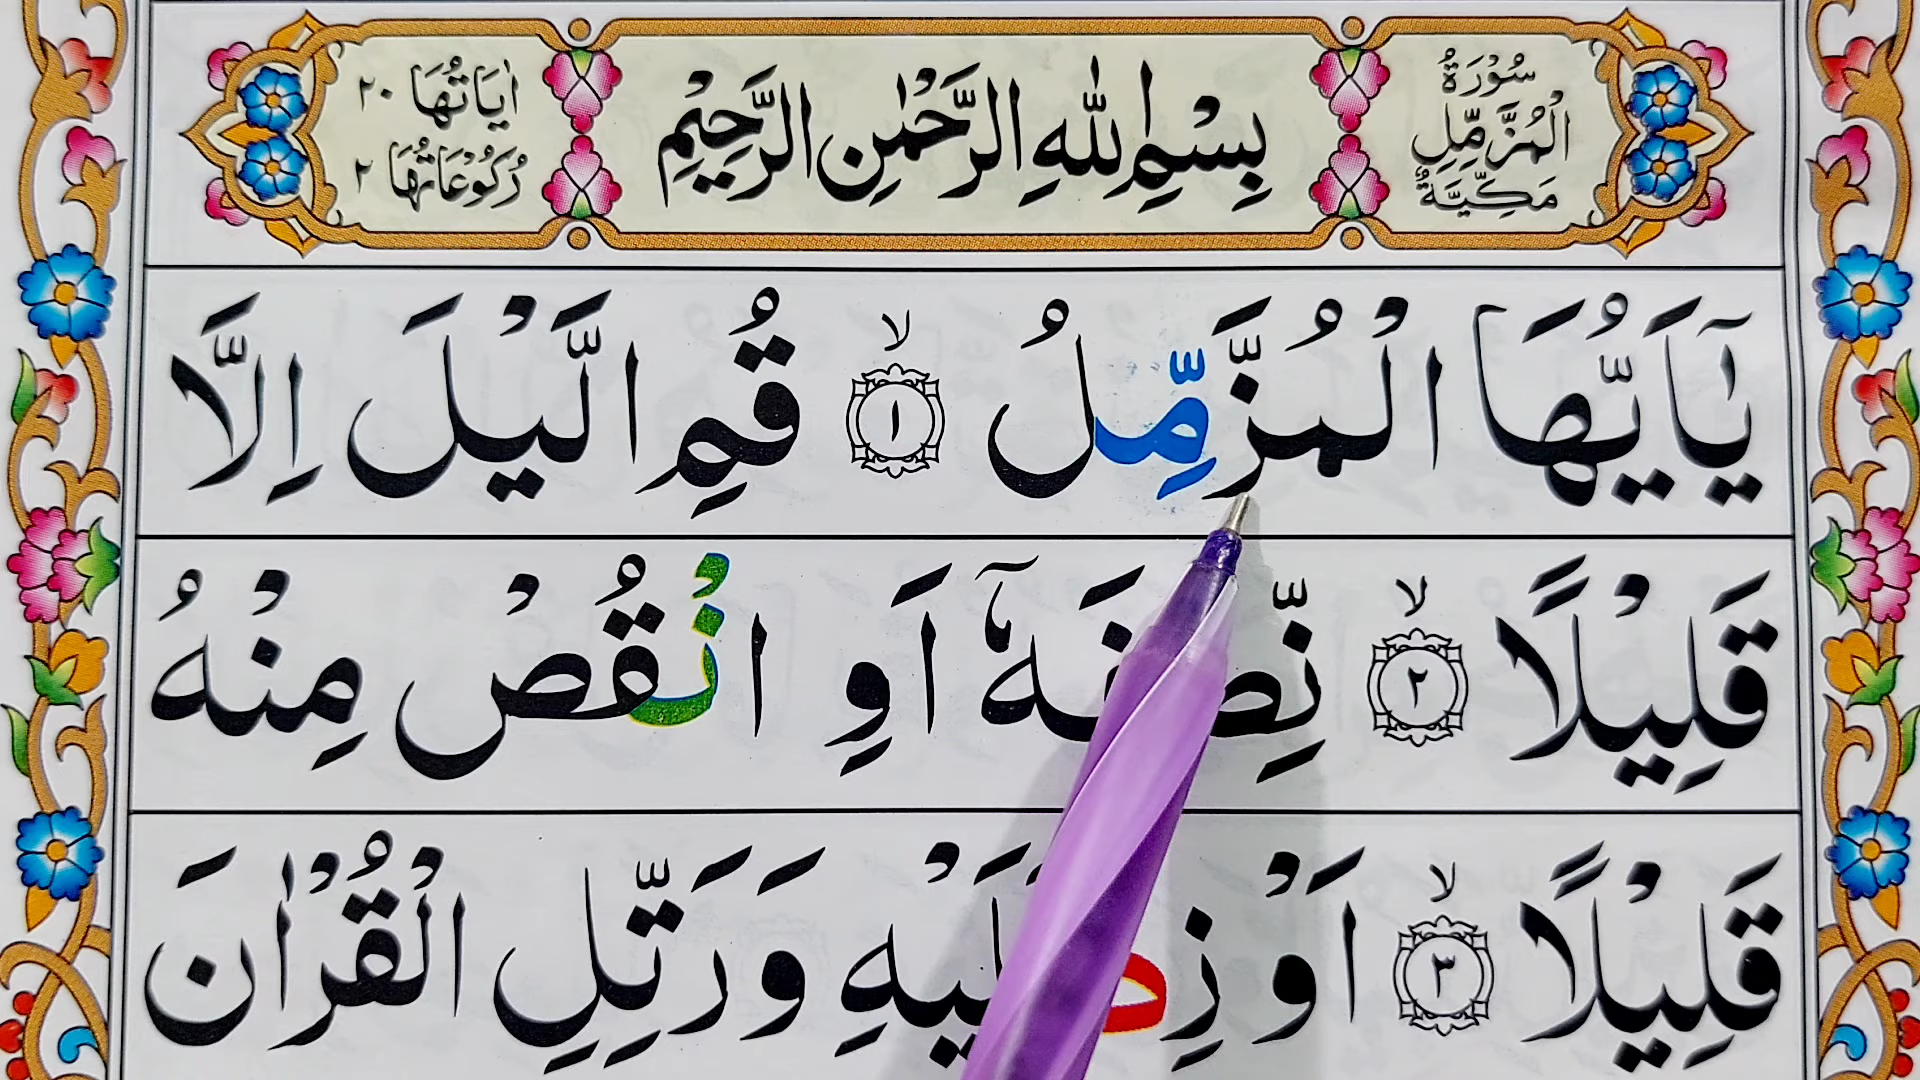 سُوْرَةُ
الْمُزَّمِّلِ
مَكِّيَّةٌ
بِسْمِ اللّٰهِ الرَّحْمٰنِ الرَّحِيْمِ
اٰيَاتُهَا ٢٠
رُكُوْعَاتُهَا ٢
يٰٓاَيُّهَا الْمُزَّمِّلُ ۙ ١ قُمِ الَّيْلَ اِلَّا
قَلِيْلًا ۙ ٢ نِّصْفَهٗۤ اَوِ انْقُصْ مِنْهُ
قَلِيْلًا ۙ ٣ اَوْ زِدْ عَلَيْهِ وَرَتِّلِ الْقُرْاٰنَ